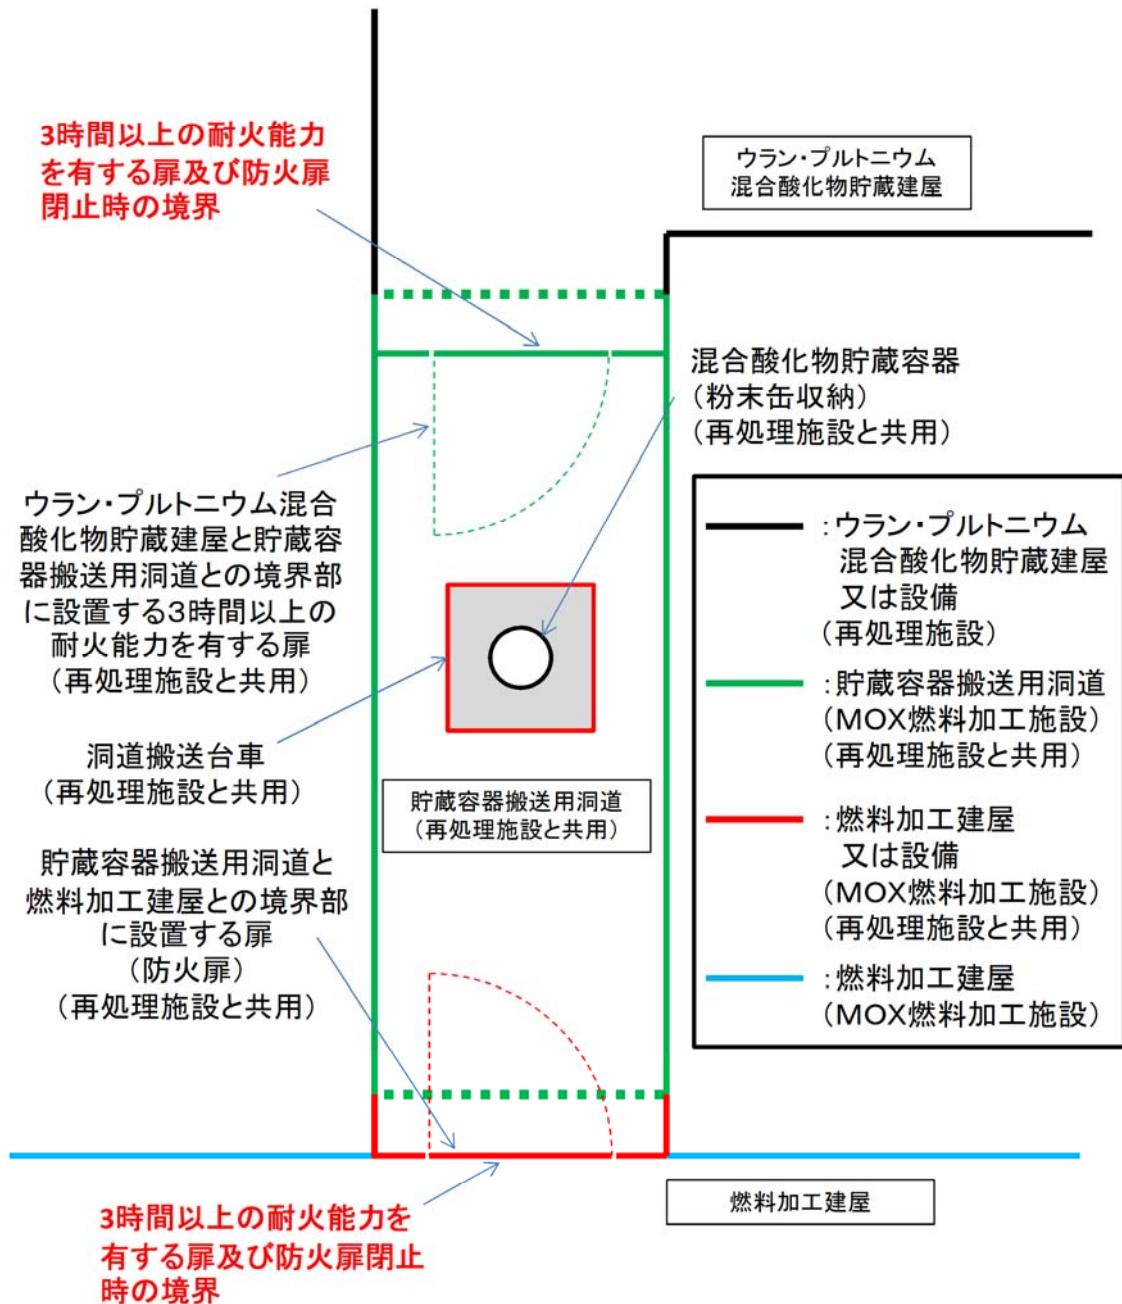 3時間以上の耐火能力
を有する扉及び防火扉
閉止時の境界
ウラン・プルトニウム
混合酸化物貯蔵建屋
混合酸化物貯蔵容器
（粉末缶収納）
（再処理施設と共用）
ウラン・プルトニウム混合
酸化物貯蔵建屋と貯蔵容
器搬送用洞道との境界部
に設置する３時間以上の
耐火能力を有する扉
（再処理施設と共用）
洞道搬送台車
（再処理施設と共用）
貯蔵容器搬送用洞道
（再処理施設と共用）
貯蔵容器搬送用洞道と
燃料加工建屋との境界部
に設置する扉
（防火扉）
（再処理施設と共用）
：ウラン・プルトニウム
混合酸化物貯蔵建屋
又は設備
（再処理施設）
：貯蔵容器搬送用洞道
（ＭＯＸ燃料加工施設）
（再処理施設と共用）
：燃料加工建屋
又は設備
（ＭＯＸ燃料加工施設）
（再処理施設と共用）
：燃料加工建屋
（ＭＯＸ燃料加工施設）
燃料加工建屋
3時間以上の耐火能力を
有する扉及び防火扉閉止
時の境界